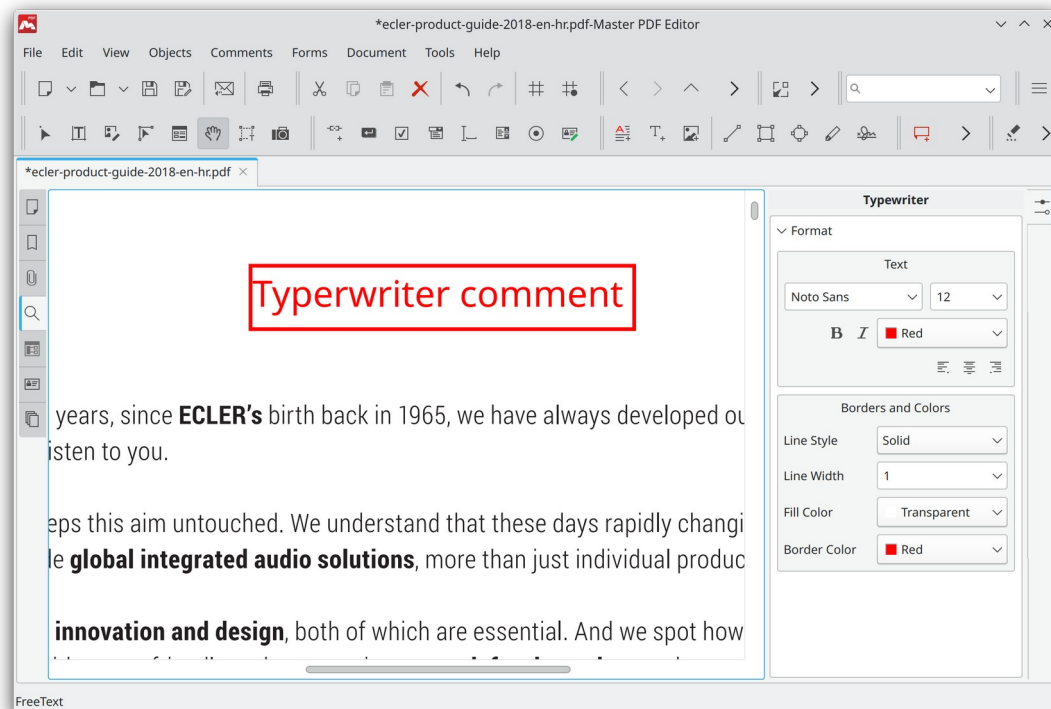 *ecler-product-guide-2018-en-hr.pdf-Master PDF Editor
File Edit View Objects Comments Forms Document Tools Help
*ecler-product-guide-2018-en-hr.pdf
Typewriter
Format
Text
Noto Sans 12
B I Red
Borders and Colors
Line Style Solid
Line Width 1
Fill Color Transparent
Border Color Red
Typerwriter comment
years, since ECLER's birth back in 1965, we have always developed ou
isten to you.
eps this aim untouched. We understand that these days rapidly changi
le global integrated audio solutions, more than just individual produc
innovation and design, both of which are essential. And we spot how
FreeText